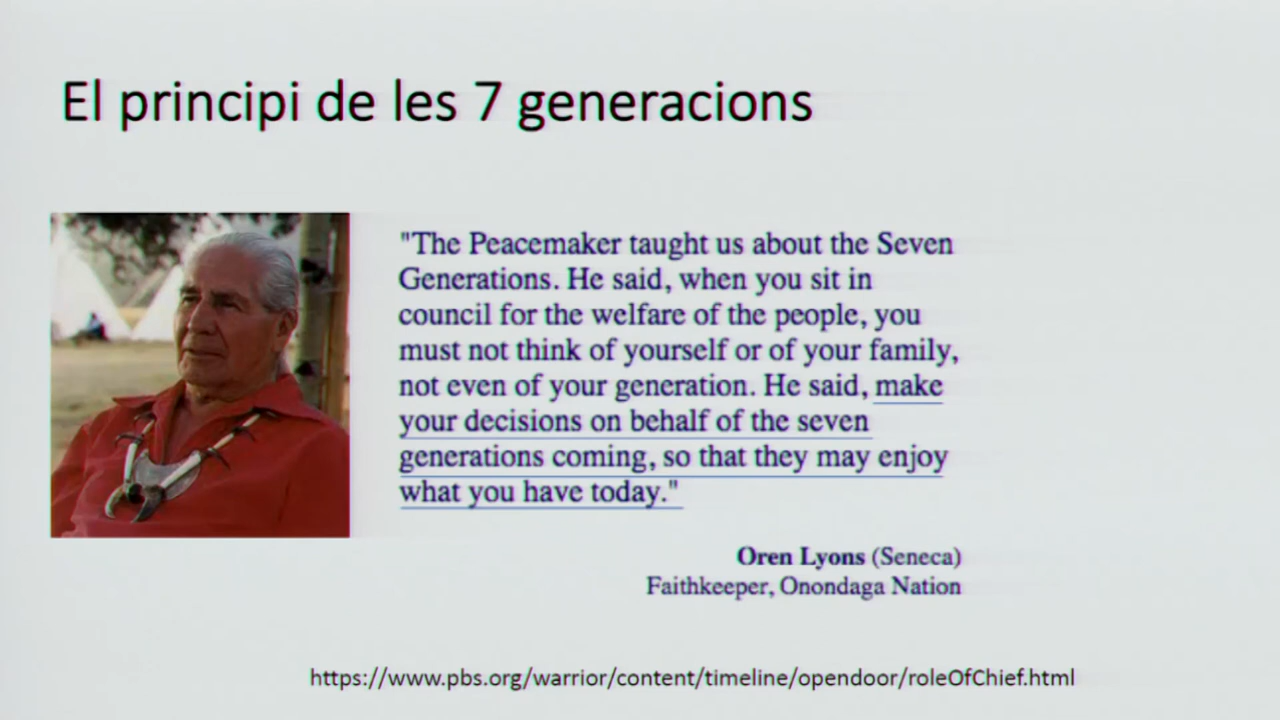 El principi de les 7 generacions
"The Peacemaker taught us about the Seven
Generations. He said, when you sit in
council for the welfare of the people, you
must not think of yourself or of your family,
not even of your generation. He said, make
your decisions on behalf of the seven
generations coming, so that they may enjoy
what you have today."
Oren Lyons (Seneca)
Faithkeeper, Onondaga Nation
https://www.pbs.org/warrior/content/timeline/opendoor/roleOfChief.html